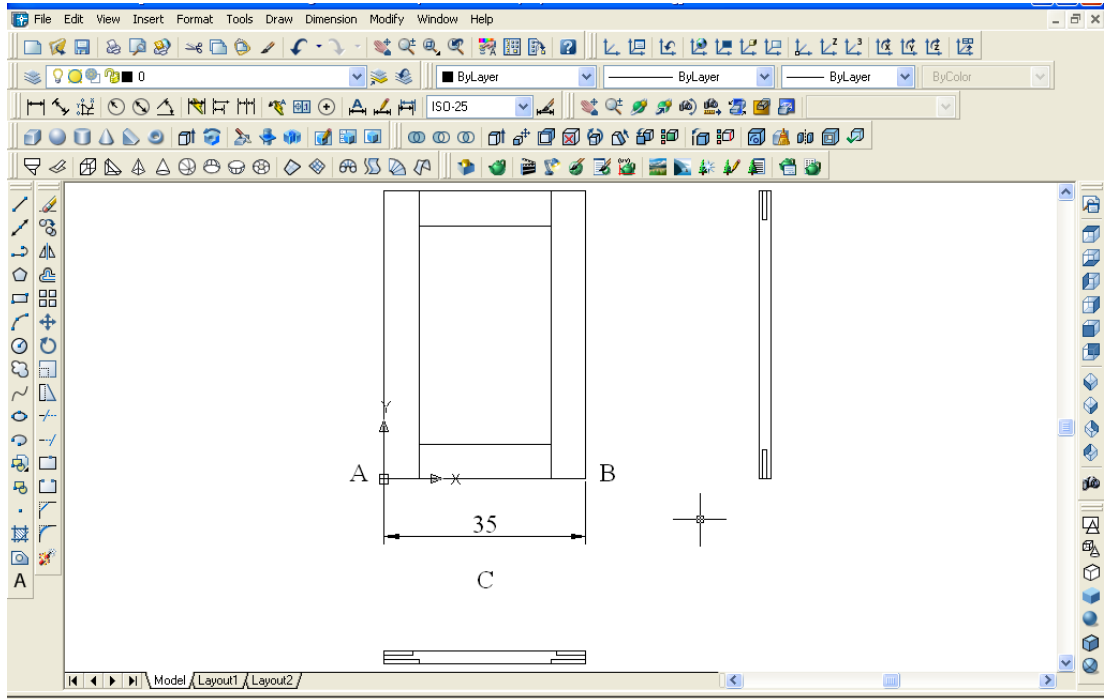 File Edit View Insert Format Tools Draw Dimension Modify Window Help
0 ByLayer ByLayer ByLayer ByColor
ISO-25
Y
A X B
35
C
A
Model Layout1 Layout2